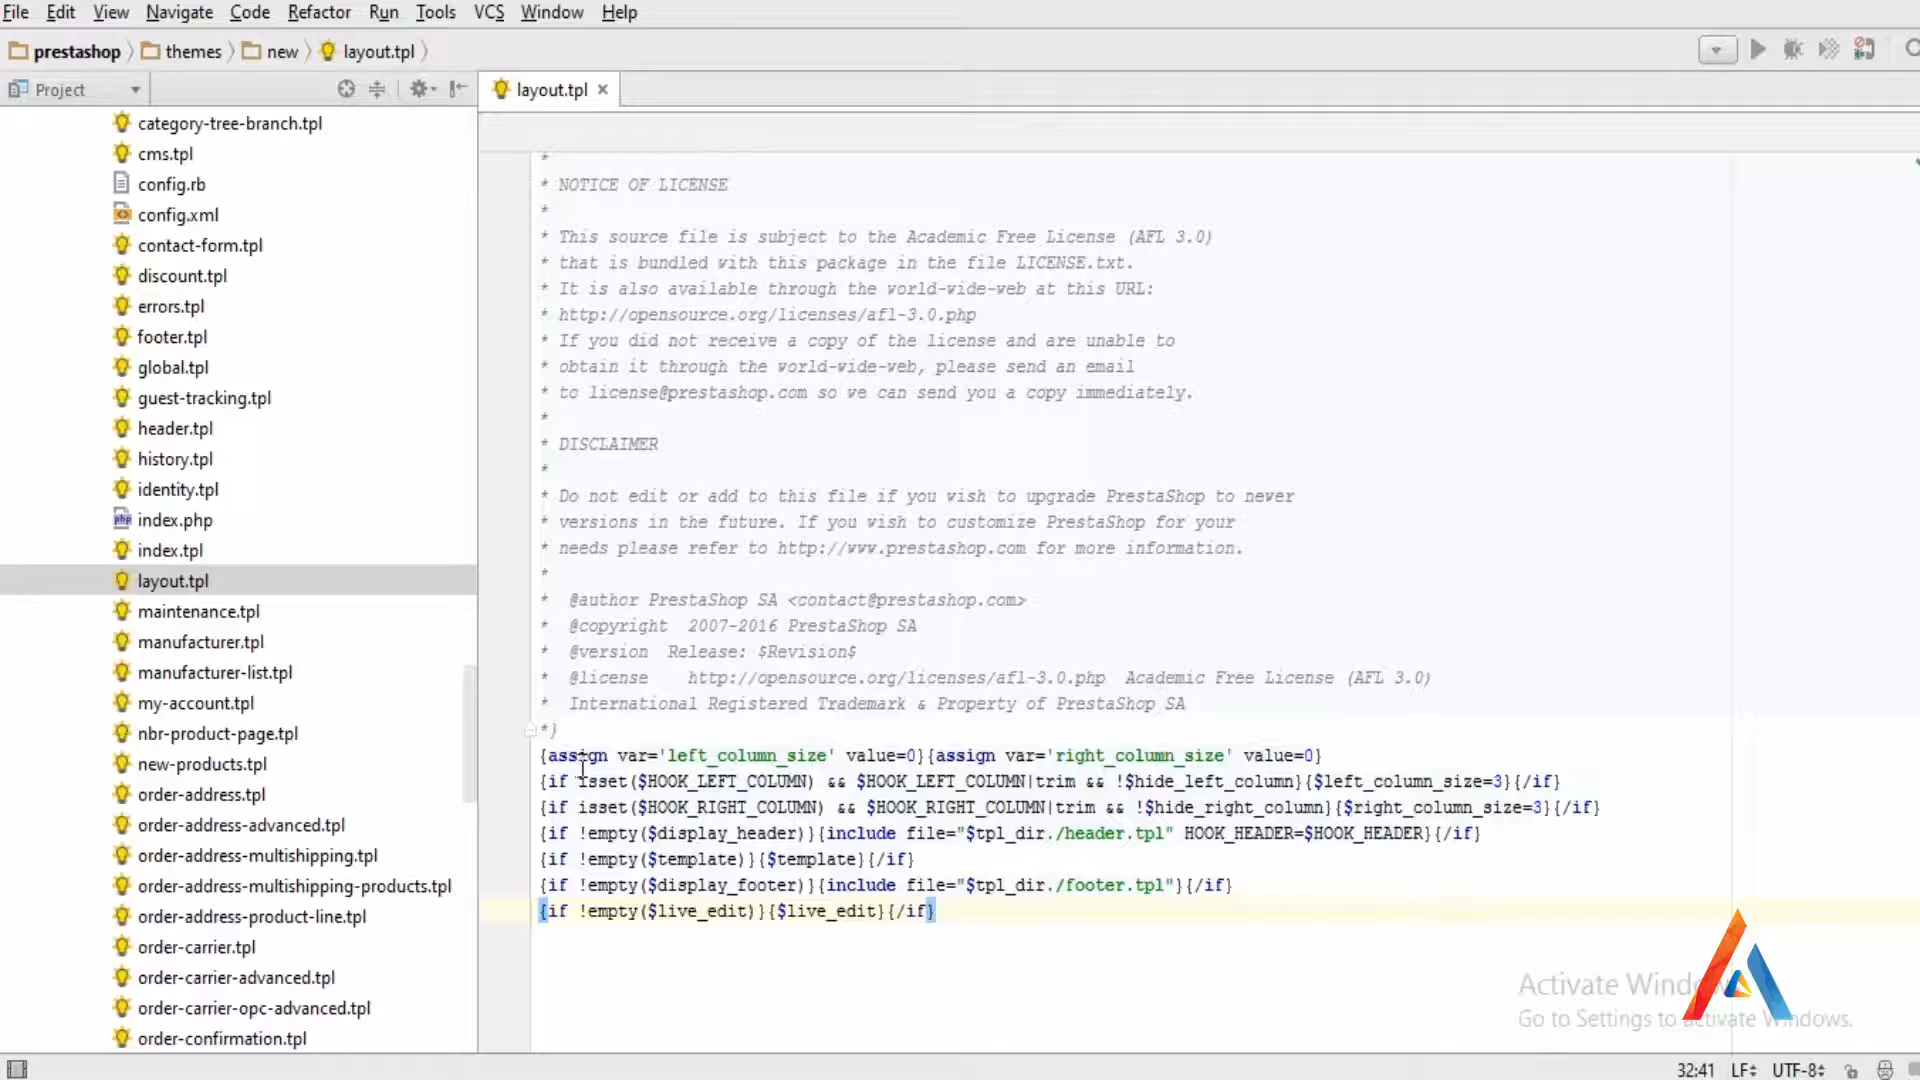 File Edit View Navigate Code Refactor Run Tools VCS Window Help
prestashop themes new layout.tpl
Project
layout.tpl
category-tree-branch.tpl
cms.tpl
config.rb
config.xml
contact-form.tpl
discount.tpl
errors.tpl
footer.tpl
global.tpl
guest-tracking.tpl
header.tpl
history.tpl
identity.tpl
index.php
index.tpl
layout.tpl
maintenance.tpl
manufacturer.tpl
manufacturer-list.tpl
my-account.tpl
nbr-product-page.tpl
new-products.tpl
order-address.tpl
order-address-advanced.tpl
order-address-multishipping.tpl
order-address-multishipping-products.tpl
order-address-product-line.tpl
order-carrier.tpl
order-carrier-advanced.tpl
order-carrier-opc-advanced.tpl
order-confirmation.tpl
*
* NOTICE OF LICENSE
*
* This source file is subject to the Academic Free License (AFL 3.0)
* that is bundled with this package in the file LICENSE.txt.
* It is also available through the world-wide-web at this URL:
* http://opensource.org/licenses/afl-3.0.php
* If you did not receive a copy of the license and are unable to
* obtain it through the world-wide-web, please send an email
* to license@prestashop.com so we can send you a copy immediately.
*
* DISCLAIMER
*
* Do not edit or add to this file if you wish to upgrade PrestaShop to newer
* versions in the future. If you wish to customize PrestaShop for your
* needs please refer to http://www.prestashop.com for more information.
*
*  @author PrestaShop SA <contact@prestashop.com>
*  @copyright  2007-2016 PrestaShop SA
*  @version  Release: $Revision$
*  @license    http://opensource.org/licenses/afl-3.0.php  Academic Free License (AFL 3.0)
*  International Registered Trademark & Property of PrestaShop SA
*}
{assign var='left_column_size' value=0}{assign var='right_column_size' value=0}
{if isset($HOOK_LEFT_COLUMN) && $HOOK_LEFT_COLUMN|trim && !$hide_left_column}{$left_column_size=3}{/if}
{if isset($HOOK_RIGHT_COLUMN) && $HOOK_RIGHT_COLUMN|trim && !$hide_right_column}{$right_column_size=3}{/if}
{if !empty($display_header)}{include file="$tpl_dir./header.tpl" HOOK_HEADER=$HOOK_HEADER}{/if}
{if !empty($template)}{$template}{/if}
{if !empty($display_footer)}{include file="$tpl_dir./footer.tpl"}{/if}
{if !empty($live_edit)}{$live_edit}{/if}
Activate Windows
Go to Settings to activate Windows.
32:41 LF UTF-8